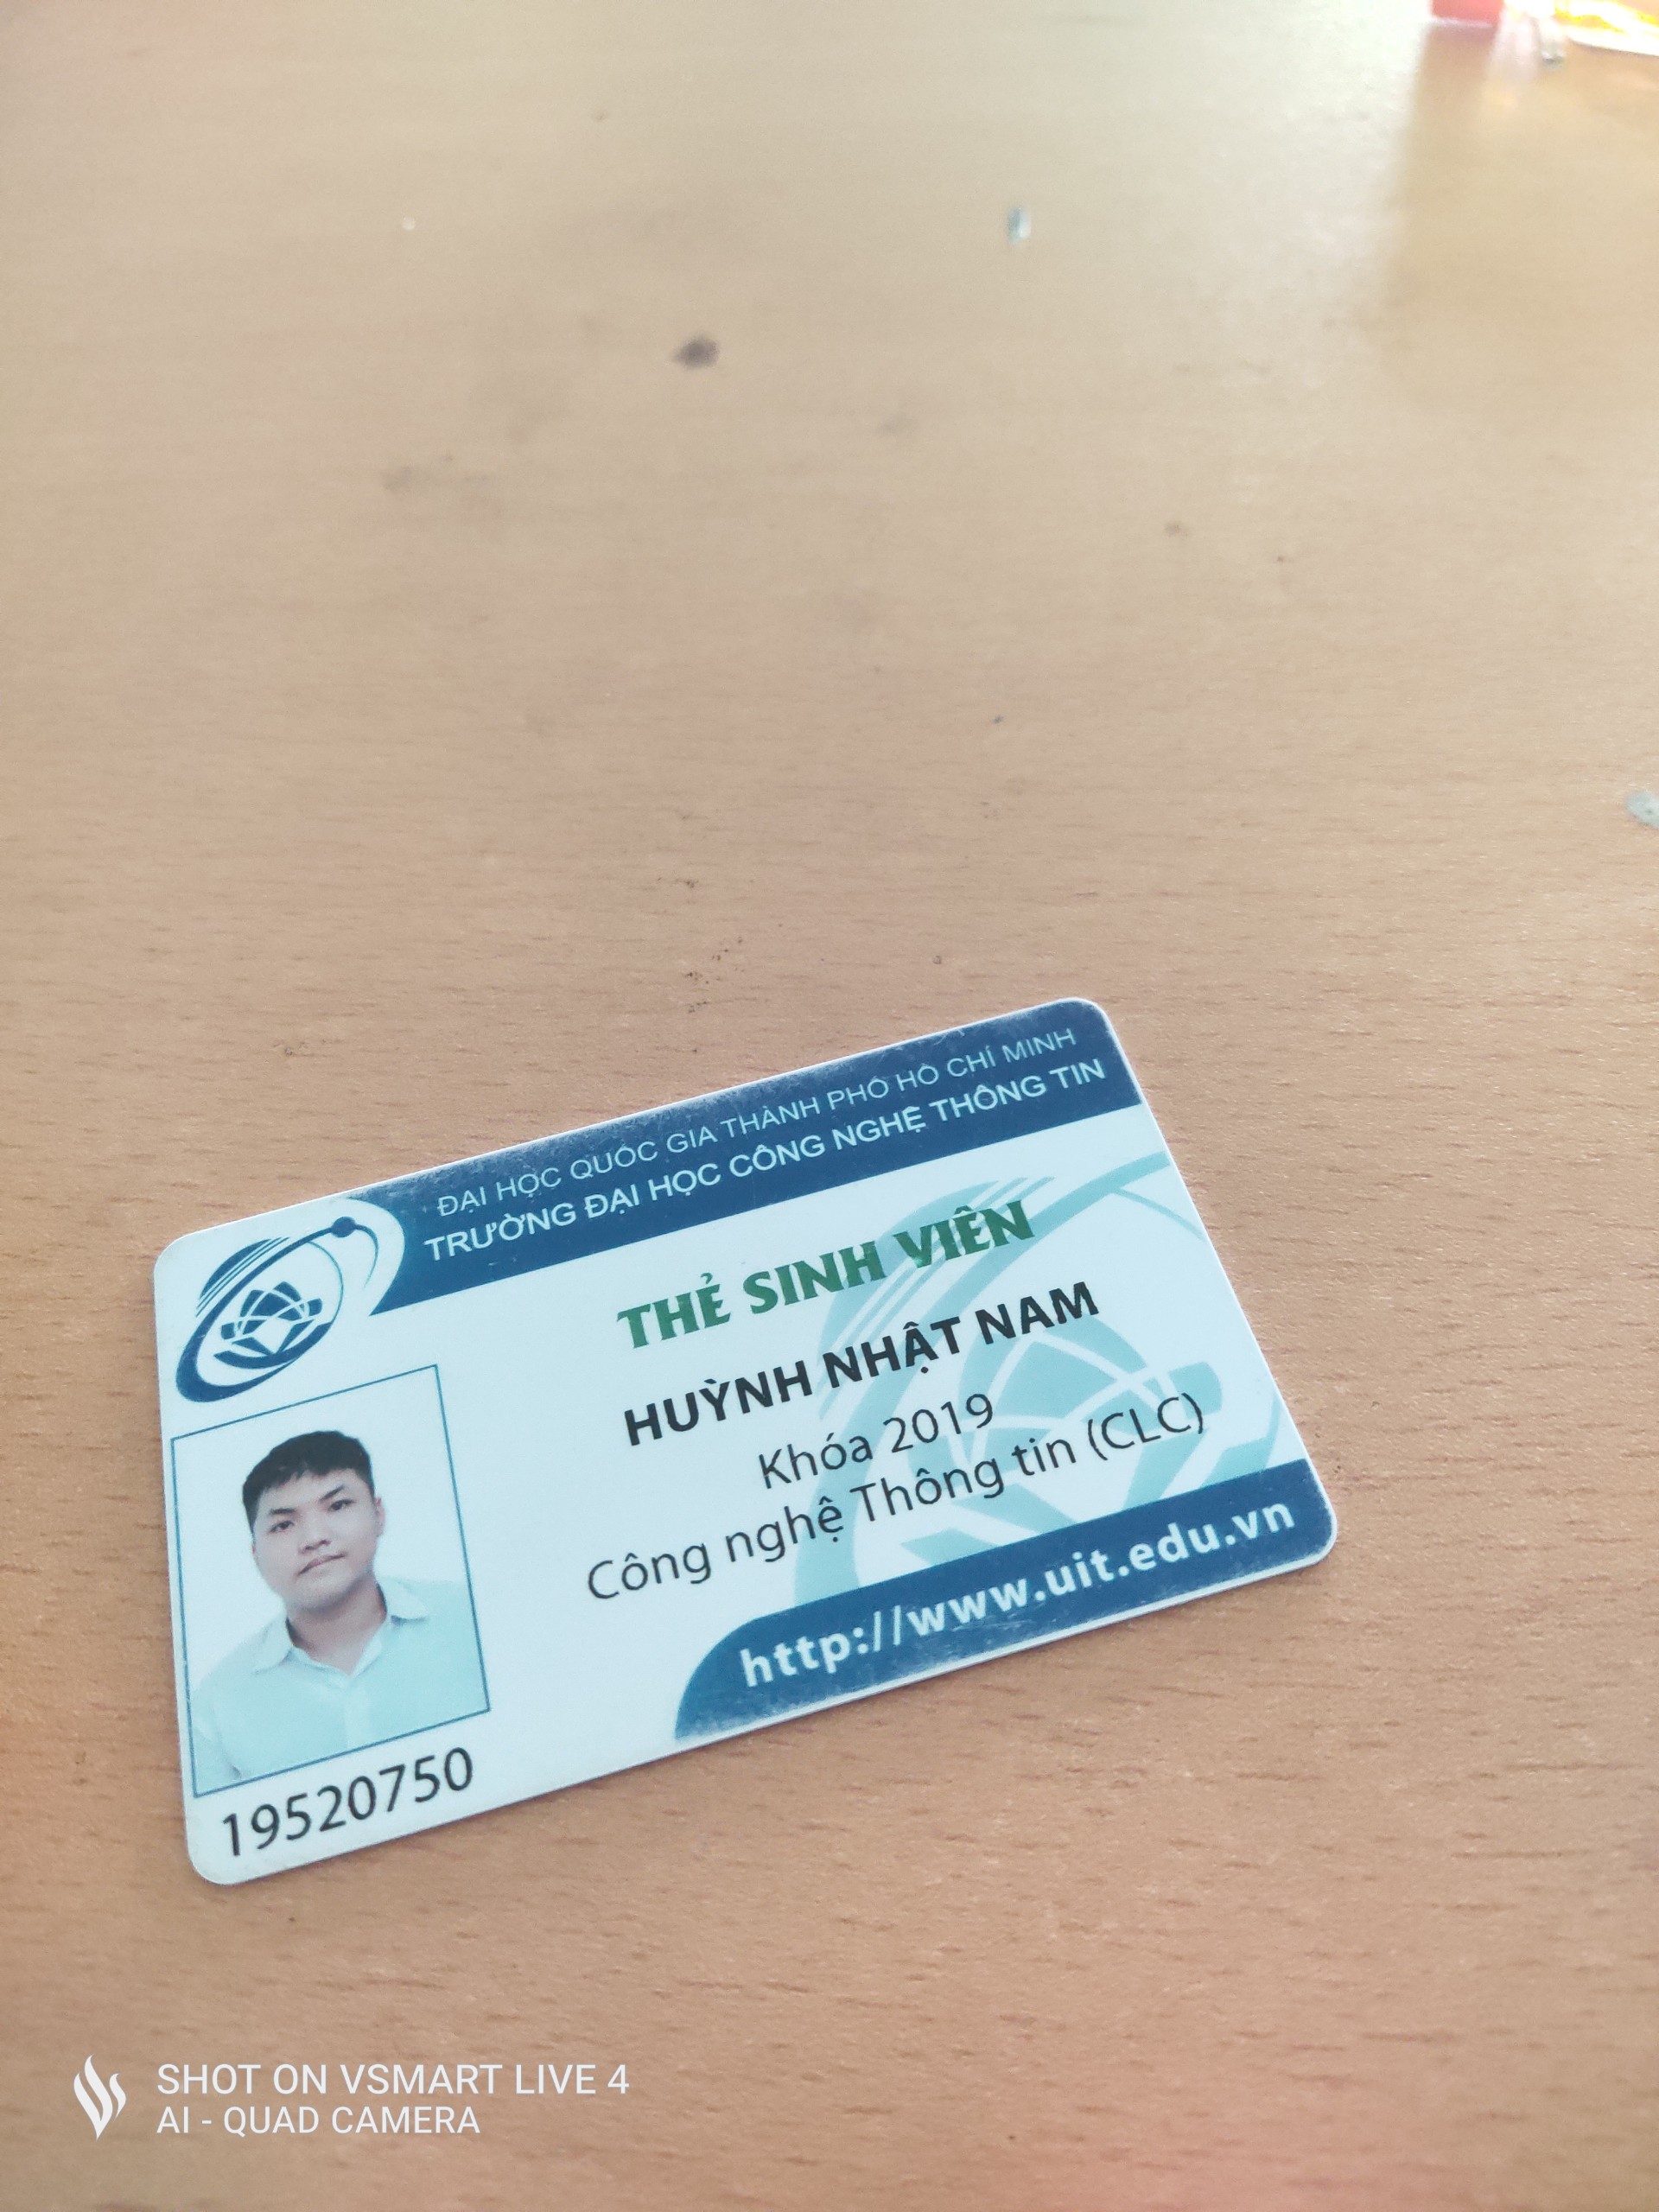 ĐẠI HỌC QUỐC GIA THÀNH PHỐ HỒ CHÍ MINH
TRƯỜNG ĐẠI HỌC CÔNG NGHỆ THÔNG TIN
THẺ SINH VIÊN
HUỲNH NHẬT NAM
Khóa 2019
Công nghệ Thông tin (CLC)
http://www.uit.edu.vn
19520750
SHOT ON VSMART LIVE 4
AI - QUAD CAMERA